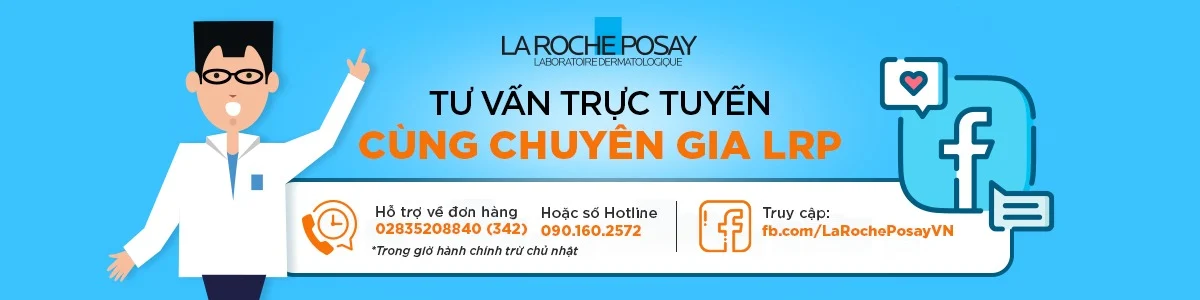 LA ROCHE POSAY
LABORATOIRE DERMATOLOGIQUE
TƯ VẤN TRỰC TUYẾN
CÙNG CHUYÊN GIA LRP
Hỗ trợ về đơn hàng
02835208840 (342)
*Trong giờ hành chính trừ chủ nhật
Hoặc số Hotline
090.160.2572
Truy cập:
fb.com/LaRochePosayVN